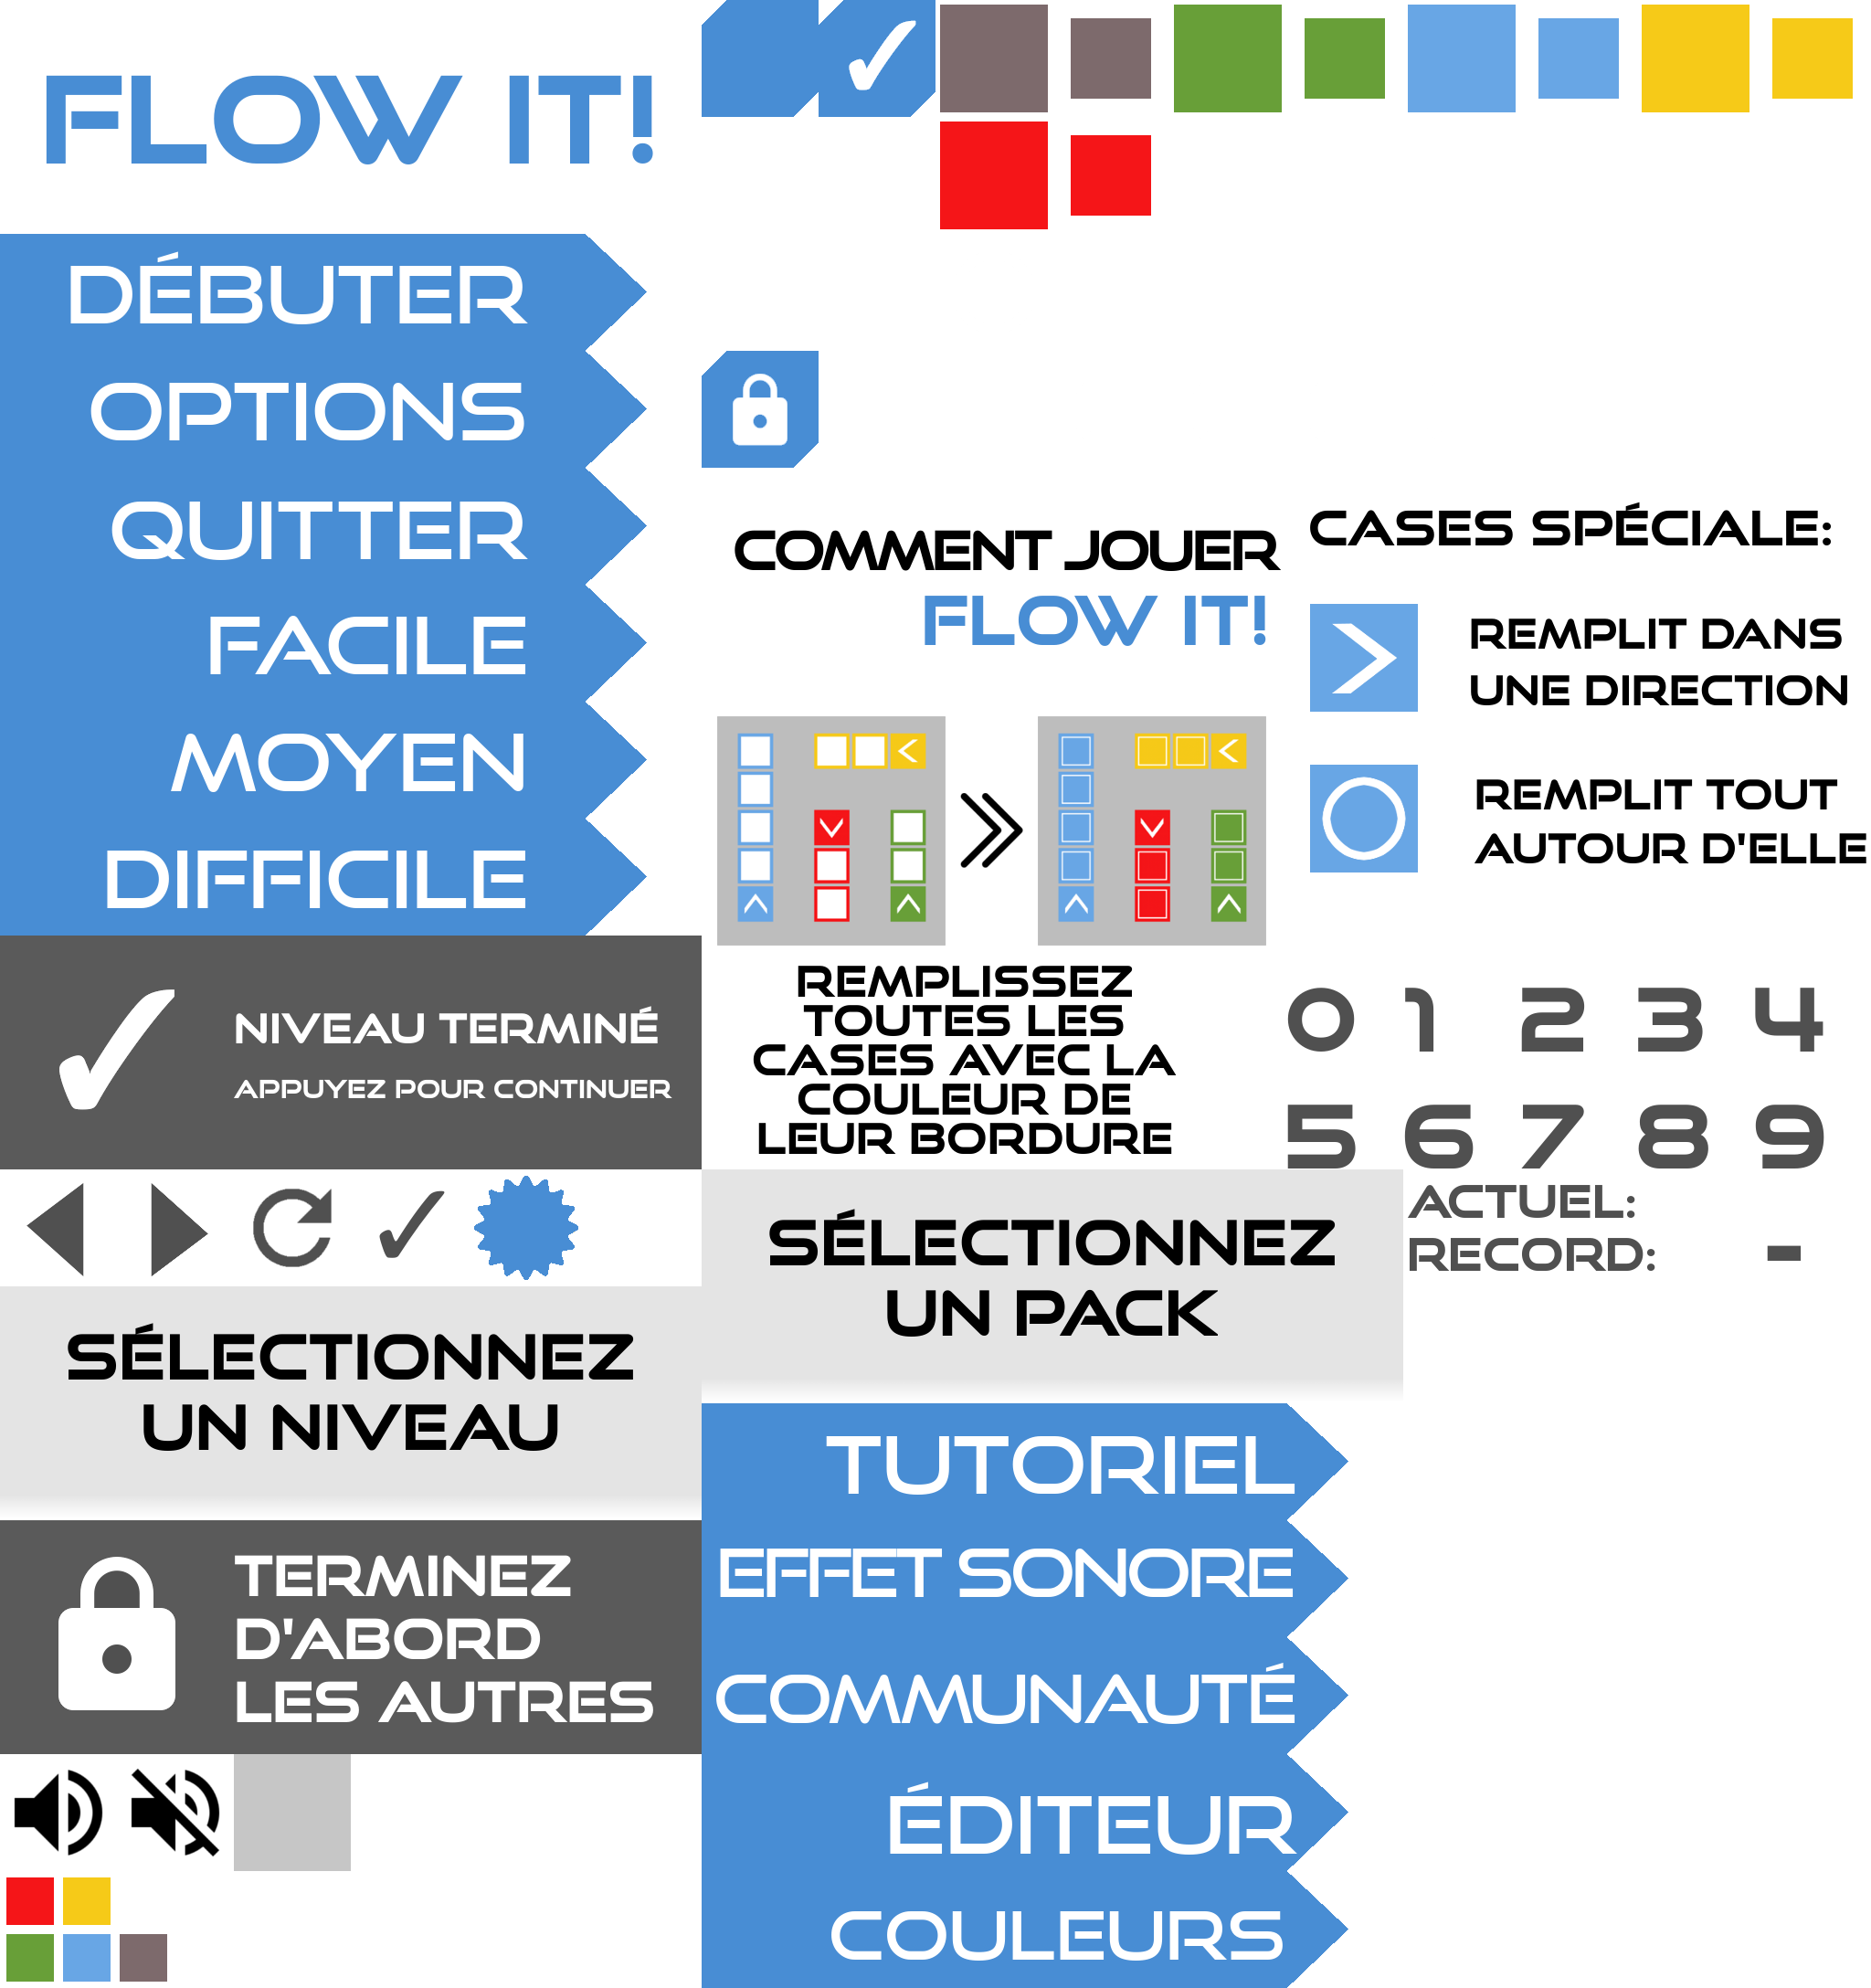 FLOW IT!
DÉBUTER
OPTIONS
QUITTER
FACILE
MOYEN
DIFFICILE
NIVEAU TERMINÉ
APPUYEZ POUR CONTINUER
SÉLECTIONNEZ
UN NIVEAU
TERMINEZ
D'ABORD
LES AUTRES
COMMENT JOUER
FLOW IT!
REMPLISSEZ
TOUTES LES
CASES AVEC LA
COULEUR DE
LEUR BORDURE
CASES SPÉCIALE:
REMPLIT DANS
UNE DIRECTION
REMPLIT TOUT
AUTOUR D'ELLE
0 1 2 3 4
5 6 7 8 9
ACTUEL:
RECORD: -
SÉLECTIONNEZ
UN PACK
TUTORIEL
EFFET SONORE
COMMUNAUTÉ
ÉDITEUR
COULEURS